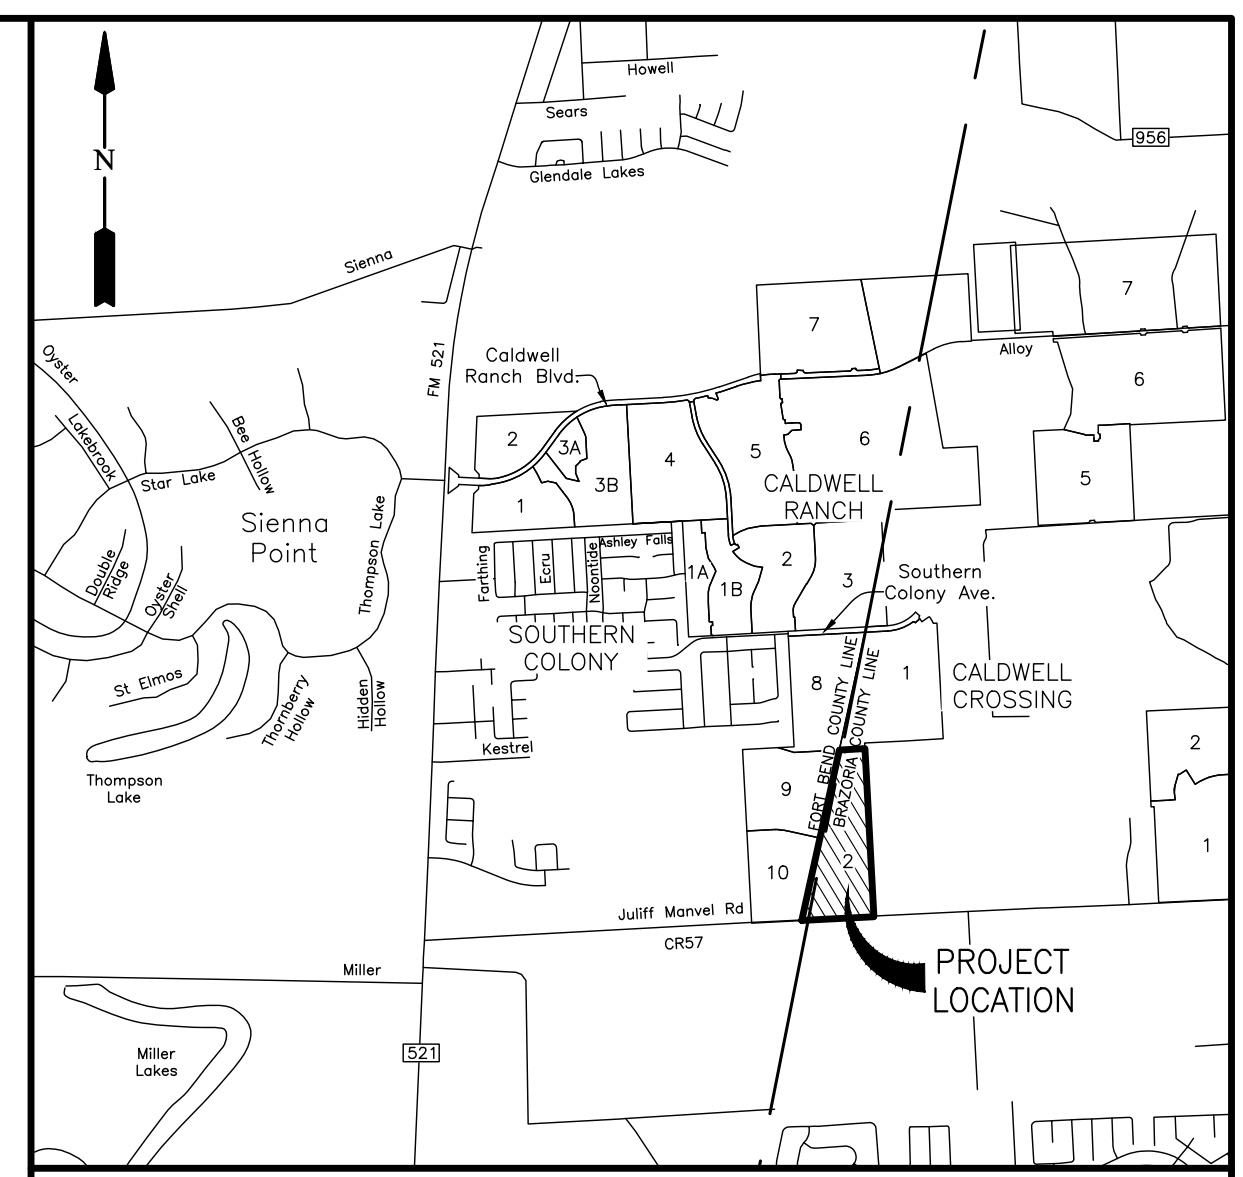 Howell
Sears
N
956
Glendale Lakes
Sienna
7
7
Oyster
FM 521
Caldwell
Ranch Blvd.
Alloy
6
Lakebrook
Bee
Hollow
2
3A
4
5
6
5
Star Lake
3B
CALDWELL
RANCH
1
Sienna
Point
Thompson Lake
Farthing
Ecru
Noontide
Ashley Falls
1A
1B
2
3
Southern
Colony Ave.
Double
Ridge
Oyster
Shell
SOUTHERN
COLONY
CALDWELL
CROSSING
St Elmos
Thornberry
Hollow
Hidden
Hollow
8
1
FORT BEND COUNTY LINE
BRAZORIA COUNTY LINE
Kestrel
2
Thompson
Lake
9
1
10
2
Juliff Manvel Rd
CR57
PROJECT
LOCATION
Miller
Miller
Lakes
521